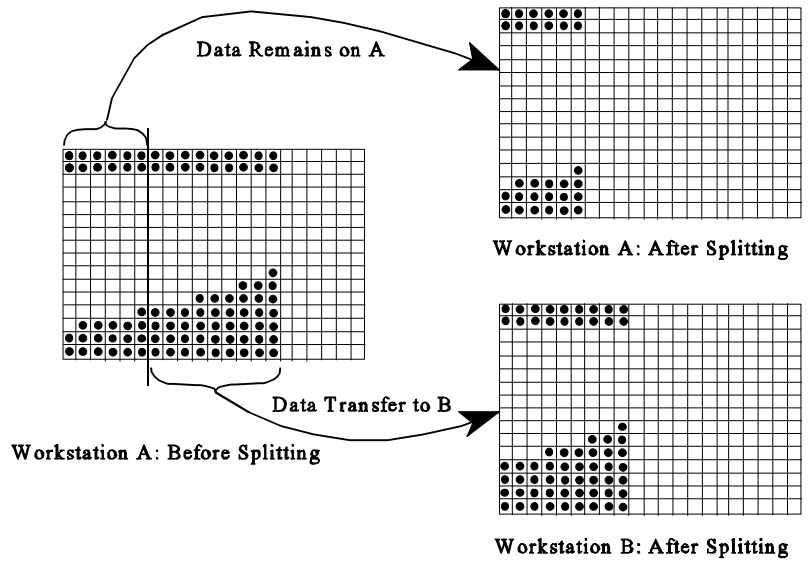 Data Remains on A
Workstation A: After Splitting
Data Transfer to B
Workstation A: Before Splitting
Workstation B: After Splitting